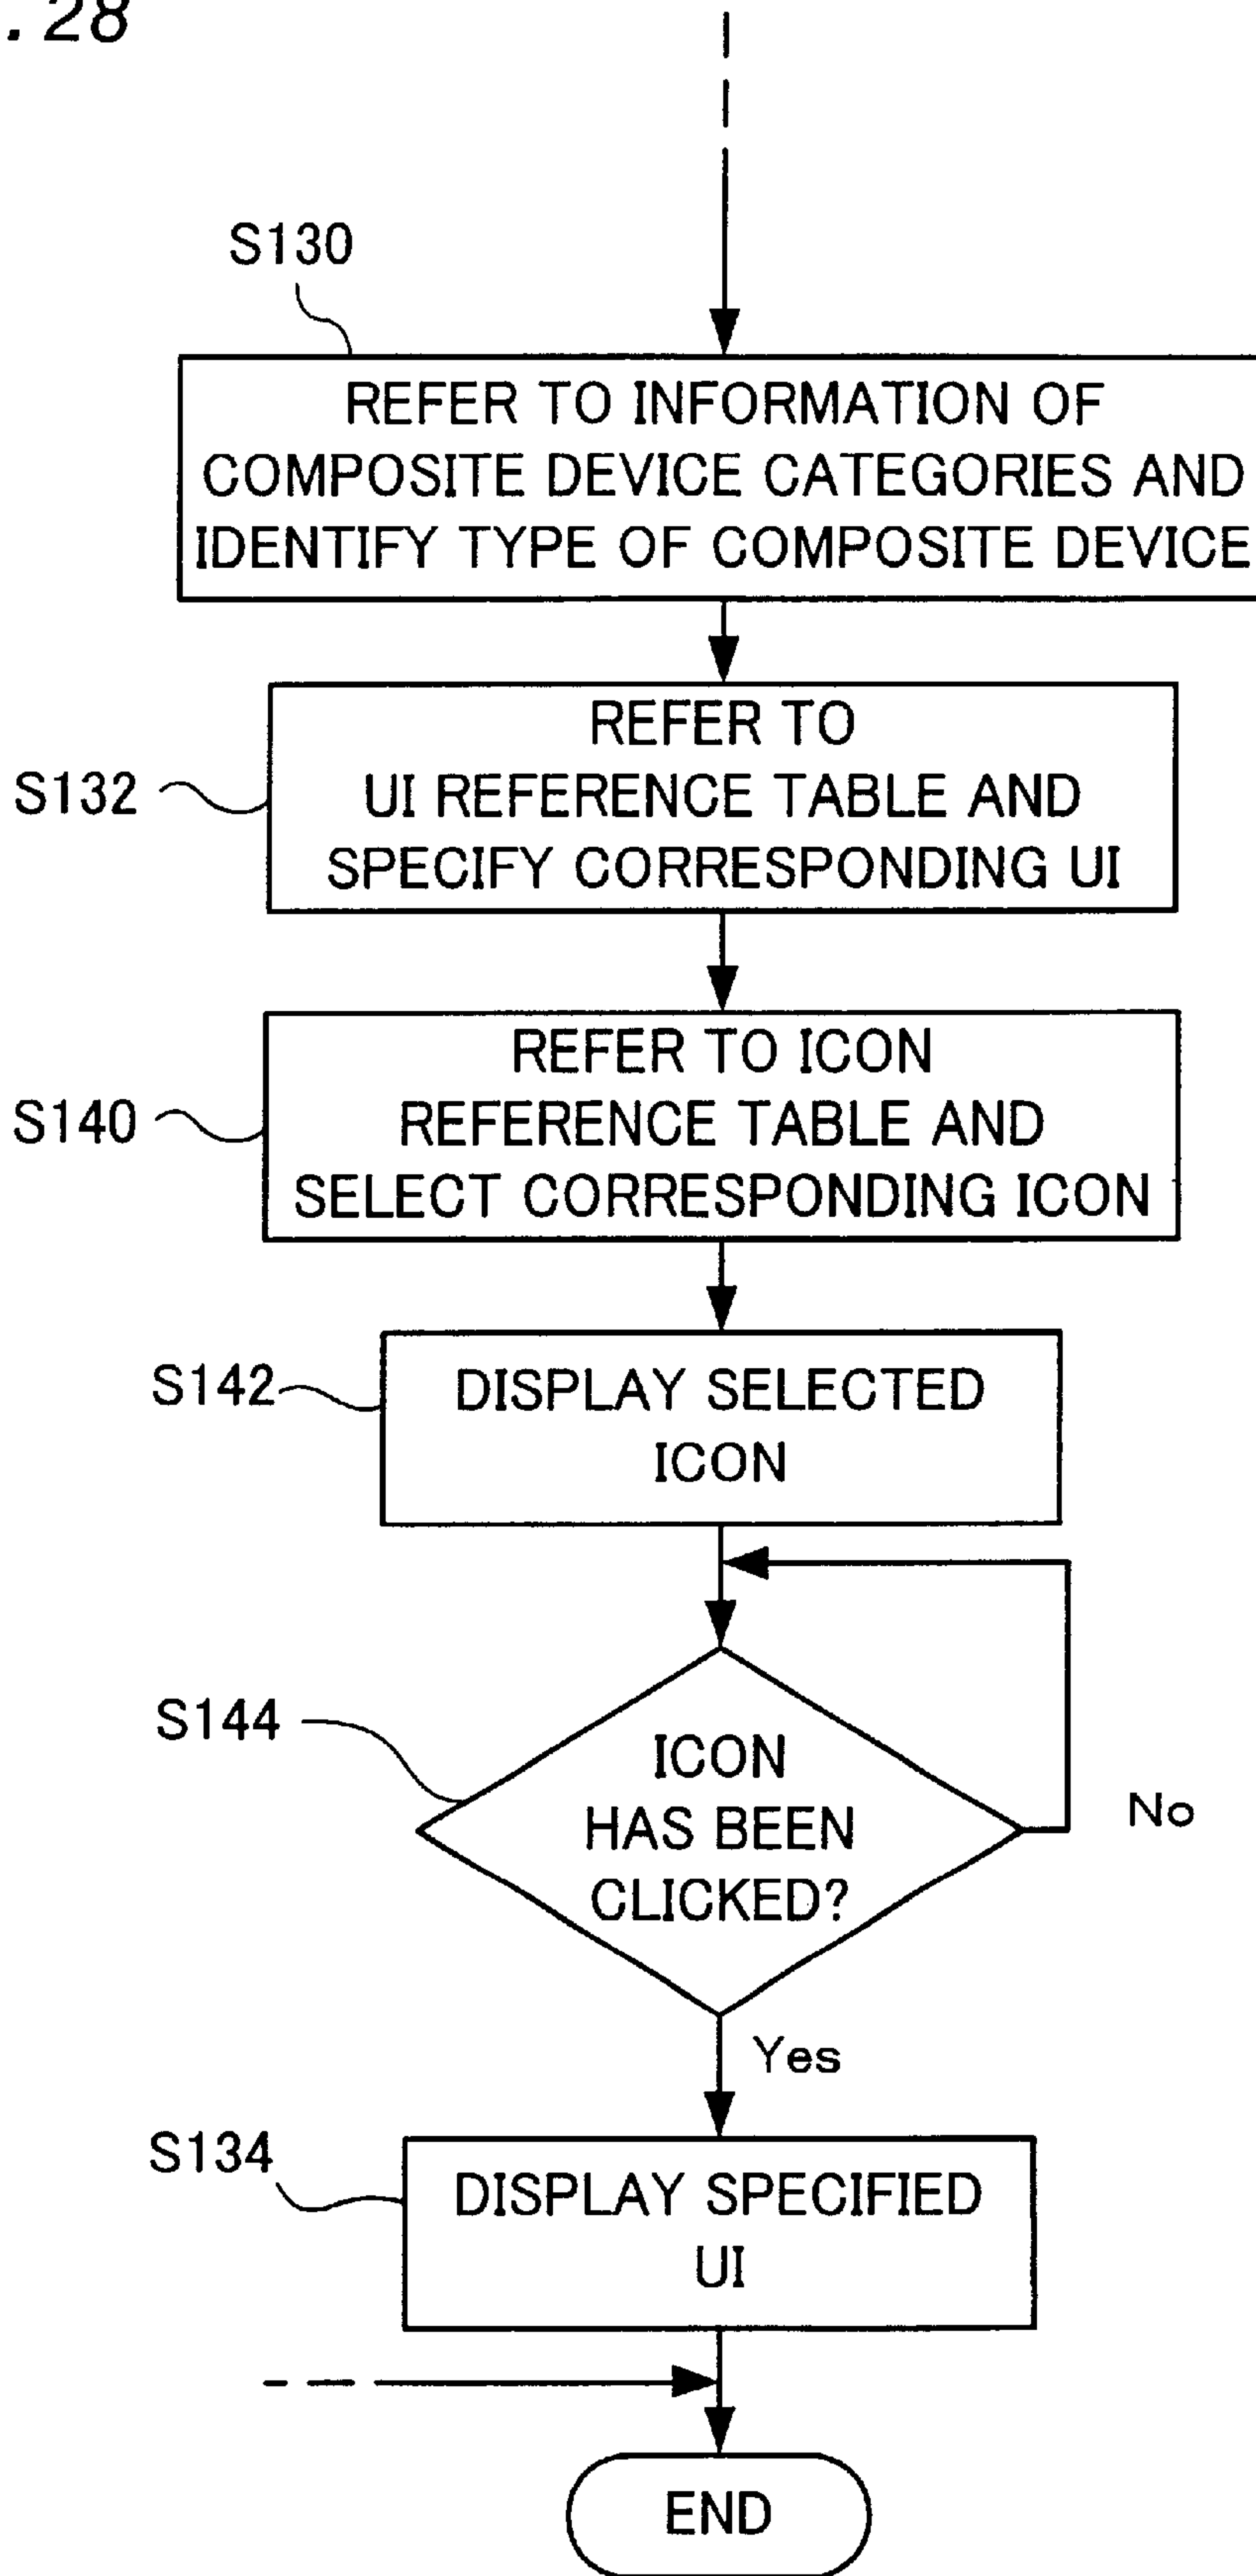 .28
S130
REFER TO INFORMATION OF
COMPOSITE DEVICE CATEGORIES AND
IDENTIFY TYPE OF COMPOSITE DEVICE
S132
REFER TO
UI REFERENCE TABLE AND
SPECIFY CORRESPONDING UI
S140
REFER TO ICON
REFERENCE TABLE AND
SELECT CORRESPONDING ICON
S142
DISPLAY SELECTED
ICON
S144
ICON
HAS BEEN
CLICKED?
No
Yes
S134
DISPLAY SPECIFIED
UI
END